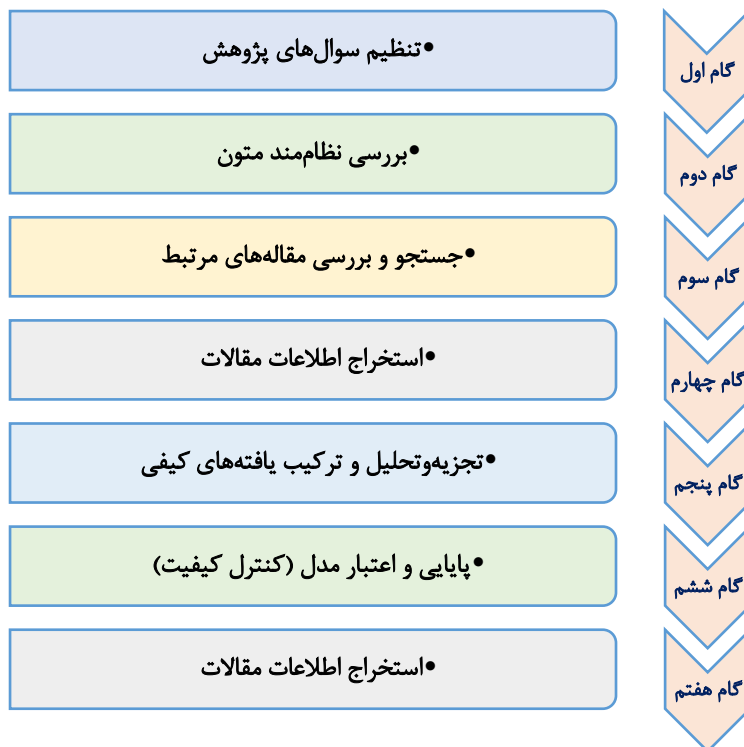 گام اول
•تنظیم سوال‌های پژوهش
گام دوم
•بررسی نظام‌مند متون
گام سوم
•جستجو و بررسی مقاله‌های مرتبط
گام چهارم
•استخراج اطلاعات مقالات
گام پنجم
•تجزیه‌وتحلیل و ترکیب یافته‌های کیفی
گام ششم
•پایایی و اعتبار مدل (کنترل کیفیت)
گام هفتم
•استخراج اطلاعات مقالات